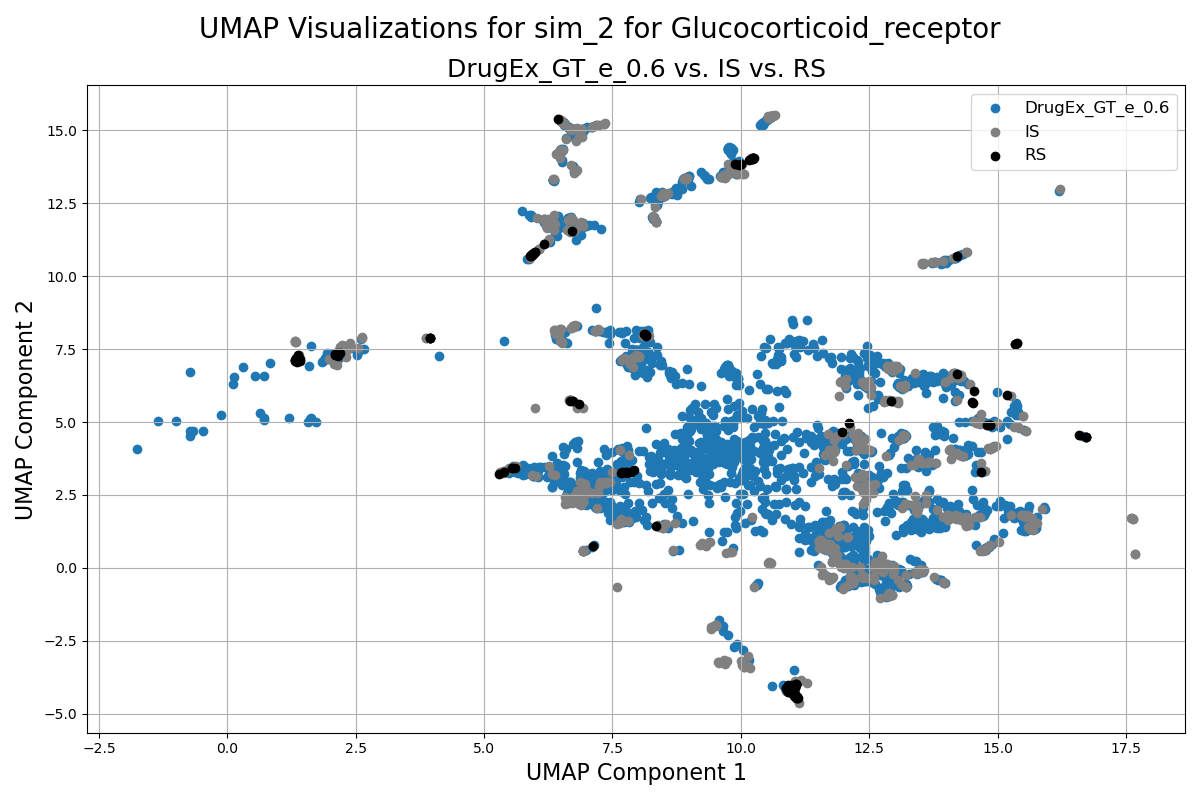 UMAP Visualizations for sim_2 for Glucocorticoid_receptor
DrugEx_GT_e_0.6 vs. IS vs. RS
DrugEx_GT_e_0.6
IS
RS
15.0
12.5
10.0
7.5
5.0
2.5
0.0
−2.5
−5.0
UMAP Component 2
−2.5 0.0 2.5 5.0 7.5 10.0 12.5 15.0 17.5
UMAP Component 1